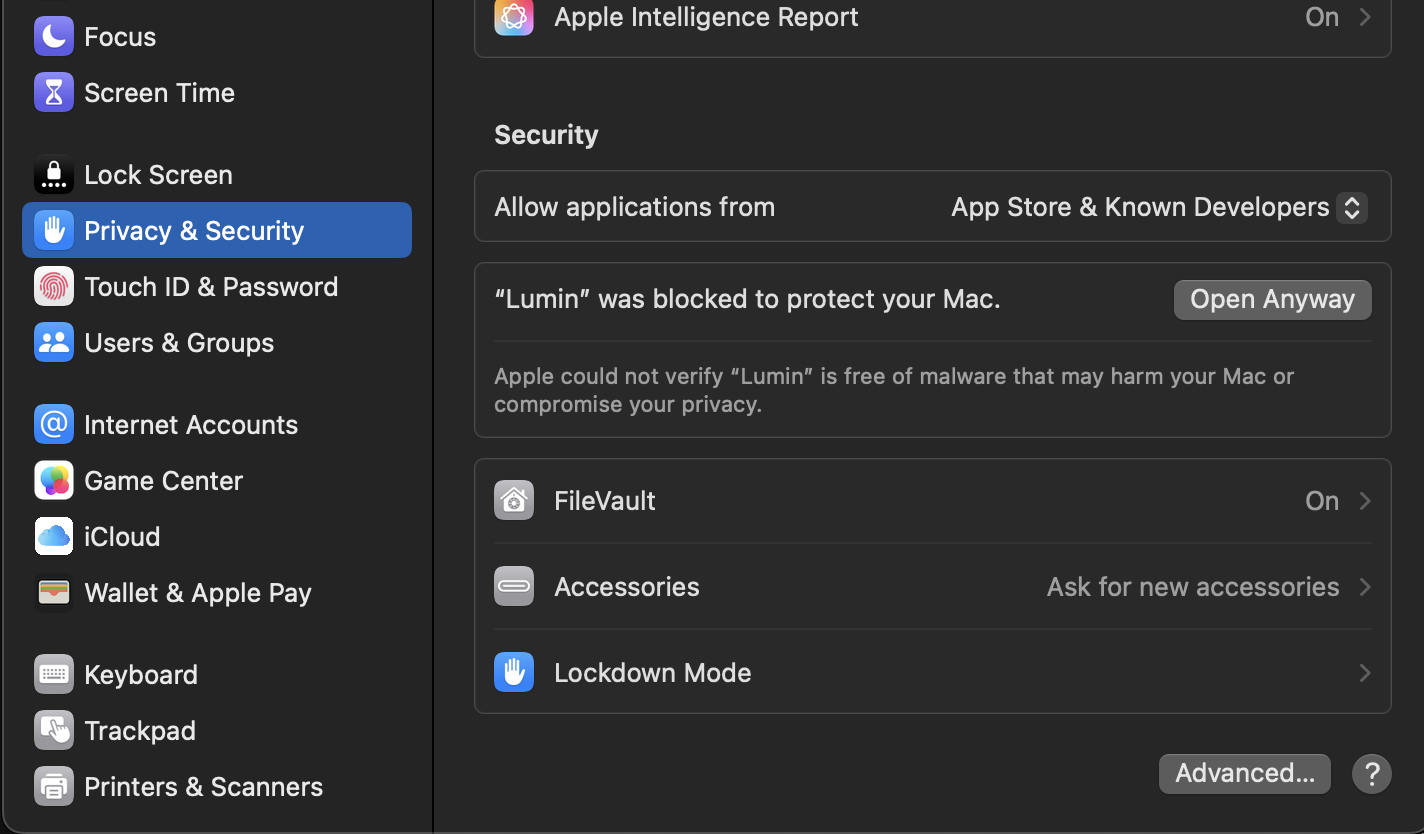 Focus
Screen Time
Lock Screen
Privacy & Security
Touch ID & Password
Users & Groups
Internet Accounts
@
Game Center
iCloud
Wallet & Apple Pay
Keyboard
Trackpad
Printers & Scanners
Apple Intelligence Report On
Security
Allow applications from App Store & Known Developers
“Lumin” was blocked to protect your Mac. Open Anyway
Apple could not verify “Lumin” is free of malware that may harm your Mac or
compromise your privacy.
FileVault On
Accessories Ask for new accessories
Lockdown Mode
Advanced... ?